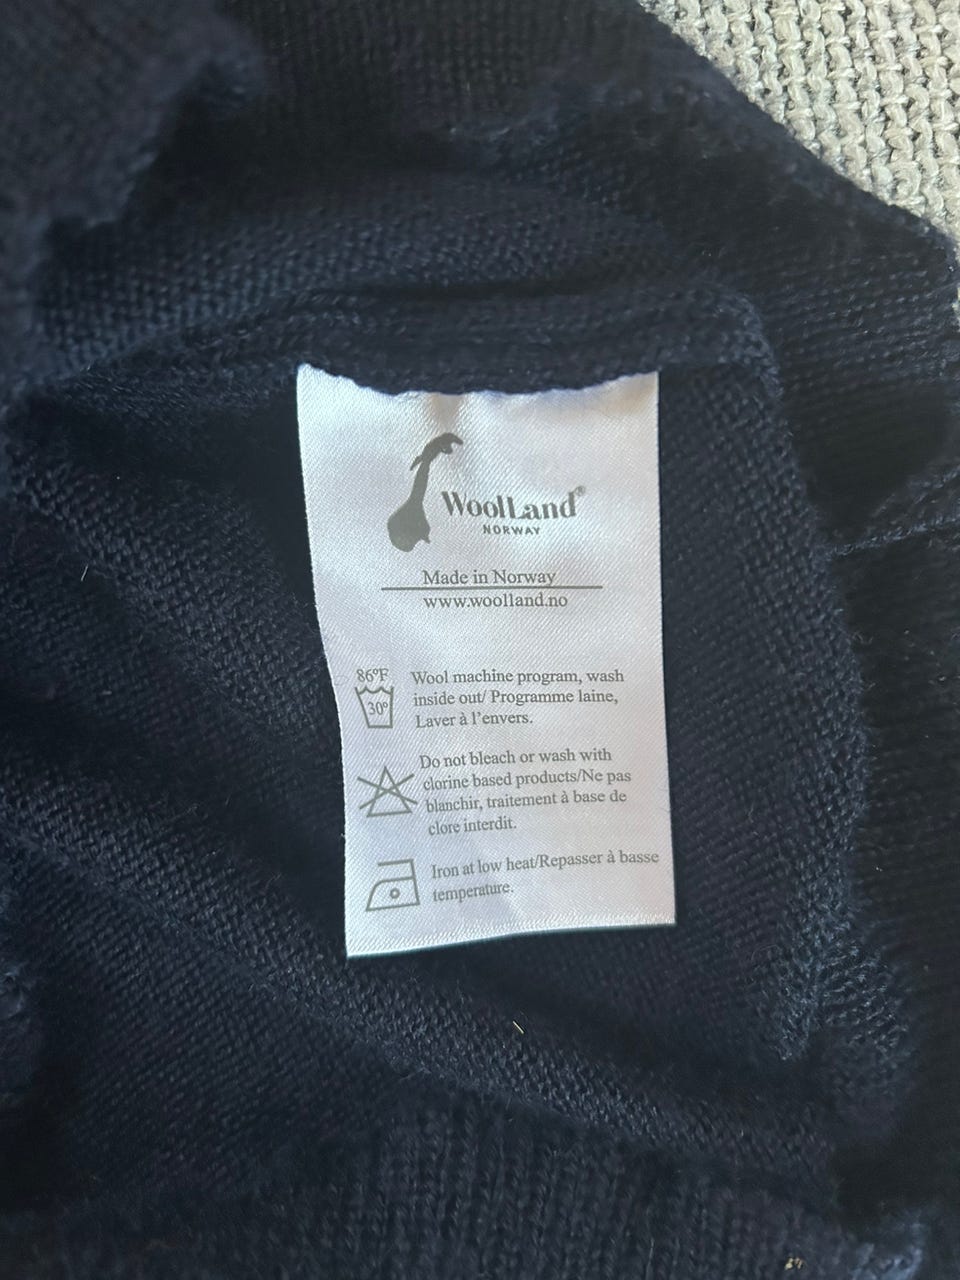 WoolLand®
NORWAY
Made in Norway
www.woolland.no
86ºF
30º
Wool machine program, wash
inside out/ Programme laine,
Laver à l'envers.
Do not bleach or wash with
clorine based products/Ne pas
blanchir, traitement à base de
clore interdit.
Iron at low heat/Repasser à basse
temperature.